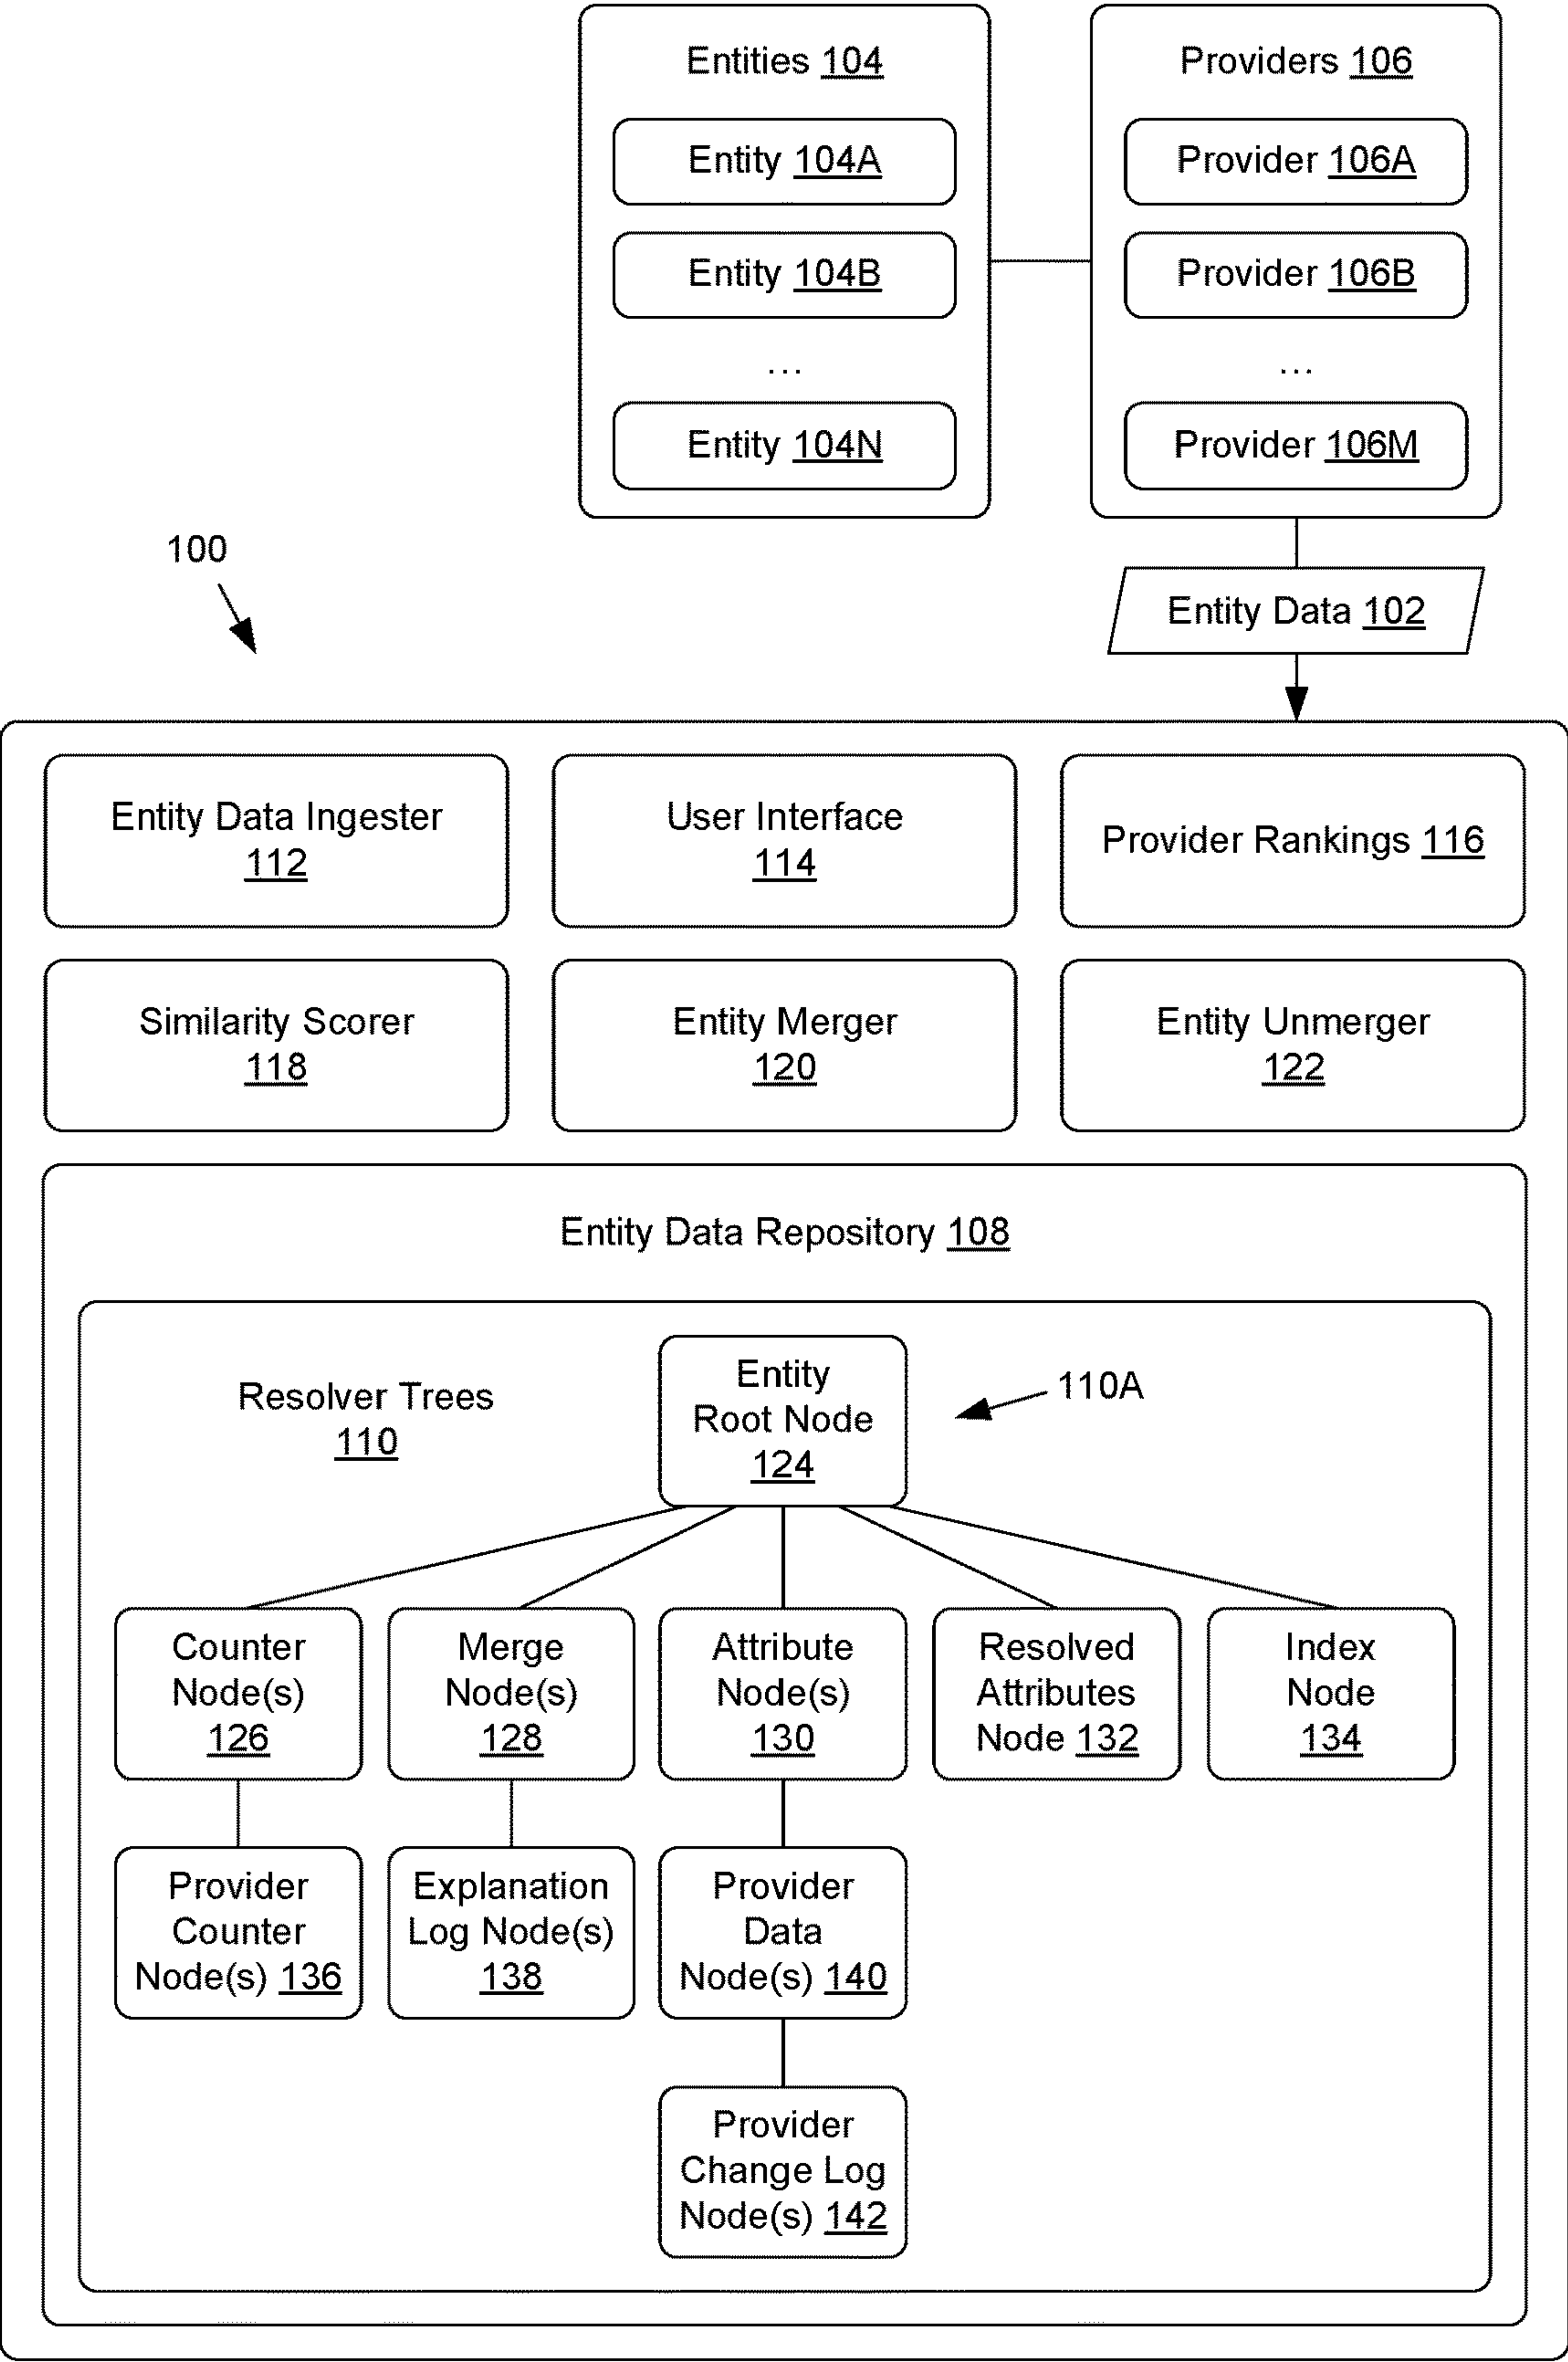 Entities 104
Entity 104A
Entity 104B
...
Entity 104N
Providers 106
Provider 106A
Provider 106B
...
Provider 106M
100
Entity Data 102
Entity Data Ingester
112
User Interface
114
Provider Rankings 116
Similarity Scorer
118
Entity Merger
120
Entity Unmerger
122
Entity Data Repository 108
Resolver Trees
110
Entity
Root Node
124
110A
Counter
Node(s)
126
Merge
Node(s)
128
Attribute
Node(s)
130
Resolved
Attributes
Node 132
Index
Node
134
Provider
Counter
Node(s) 136
Explanation
Log Node(s)
138
Provider
Data
Node(s) 140
Provider
Change Log
Node(s) 142